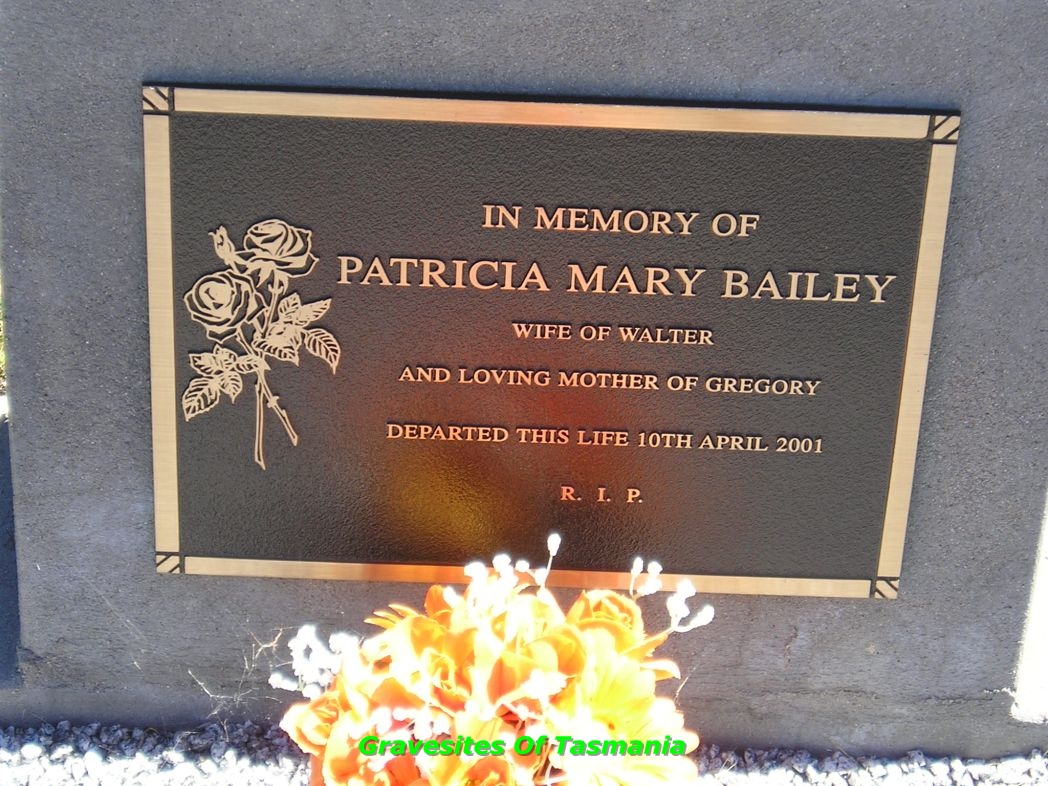 IN MEMORY OF
PATRICIA MARY BAILEY
WIFE OF WALTER
AND LOVING MOTHER OF GREGORY
DEPARTED THIS LIFE 10TH APRIL 2001
R. I. P.
Gravesites Of Tasmania